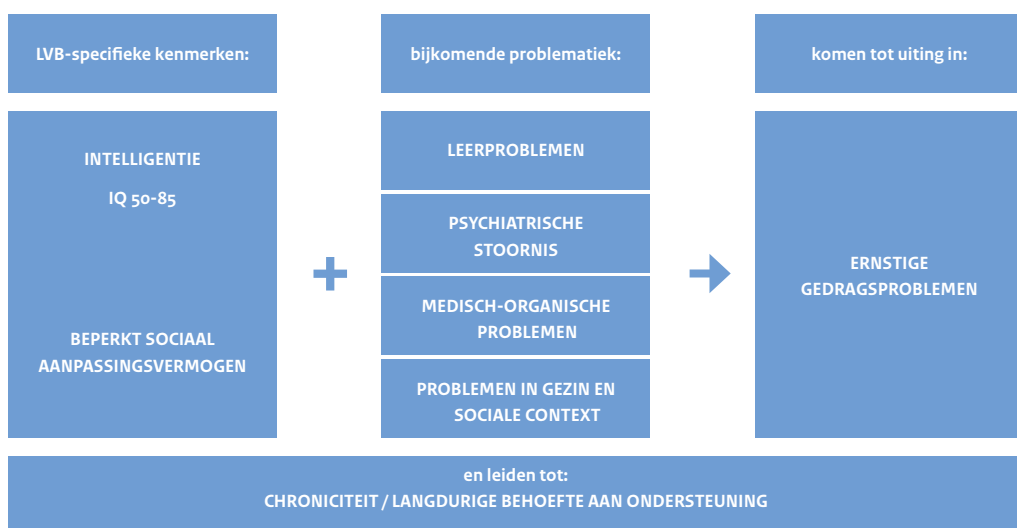 LVB-specifieke kenmerken:
INTELLIGENTIE
IQ 50-85
BEPERKT SOCIAAL
AANPASSINGSVERMOGEN
bijkomende problematiek:
LEERPROBLEMEN
PSYCHIATRISCHE
STOORNIS
MEDISCH-ORGANISCHE
PROBLEMEN
PROBLEMEN IN GEZIN EN
SOCIALE CONTEXT
komen tot uiting in:
ERNSTIGE
GEDRAGSPROBLEMEN
en leiden tot:
CHRONICITEIT / LANGDURIGE BEHOEFTE AAN ONDERSTEUNING